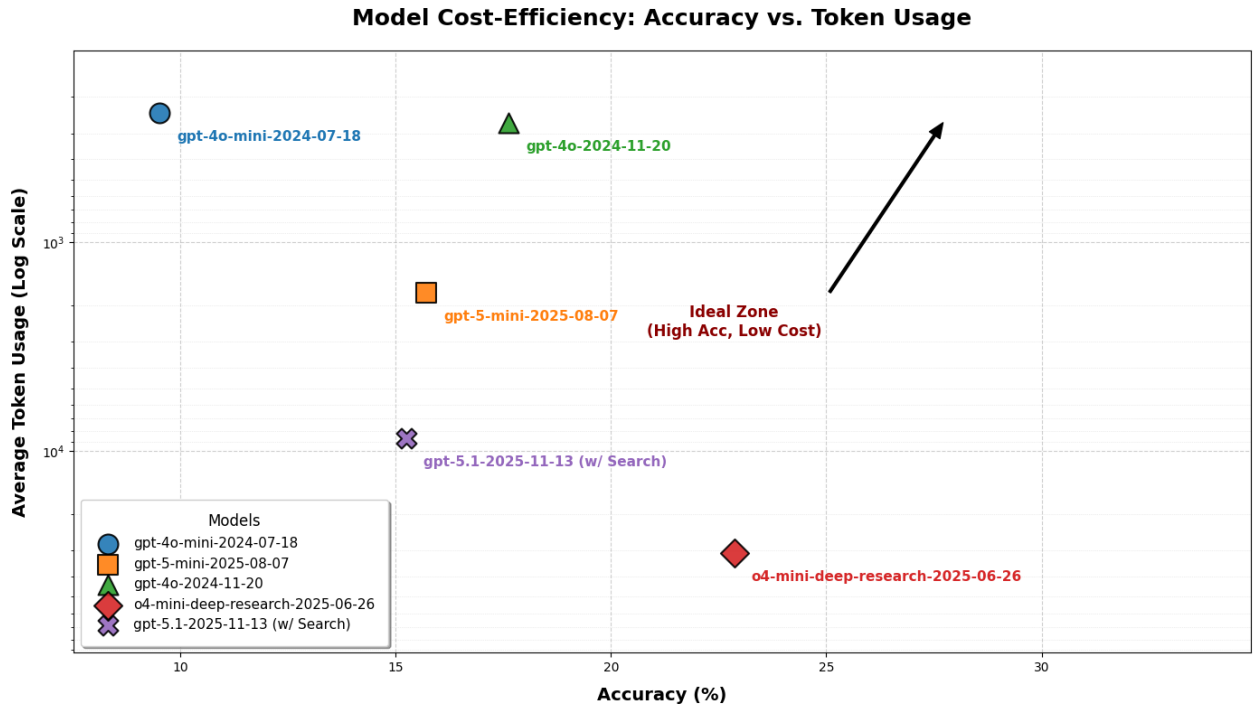 Model Cost-Efficiency: Accuracy vs. Token Usage
Average Token Usage (Log Scale)
10³
10⁴
gpt-4o-mini-2024-07-18
gpt-4o-2024-11-20
gpt-5-mini-2025-08-07
Ideal Zone
(High Acc, Low Cost)
gpt-5.1-2025-11-13 (w/ Search)
o4-mini-deep-research-2025-06-26
Models
gpt-4o-mini-2024-07-18
gpt-5-mini-2025-08-07
gpt-4o-2024-11-20
o4-mini-deep-research-2025-06-26
gpt-5.1-2025-11-13 (w/ Search)
10 15 20 25 30
Accuracy (%)